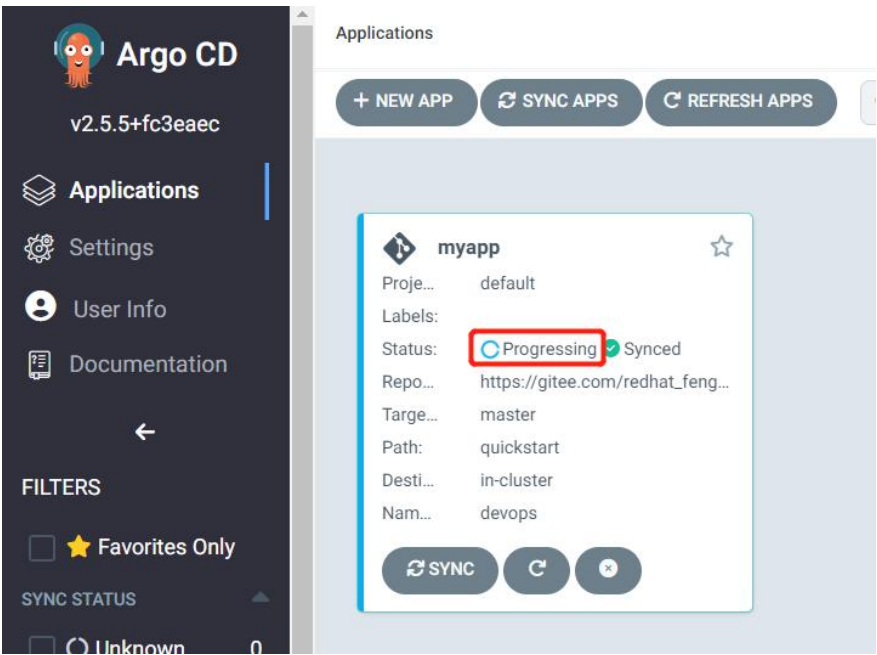 Argo CD
v2.5.5+fc3eaec
Applications
Settings
User Info
Documentation
FILTERS
Favorites Only
SYNC STATUS
Unknown 0
Applications
+ NEW APP SYNC APPS REFRESH APPS
myapp
Proje... default
Labels:
Status: Progressing Synced
Repo... https://gitee.com/redhat_feng...
Targe... master
Path: quickstart
Desti... in-cluster
Nam... devops
SYNC